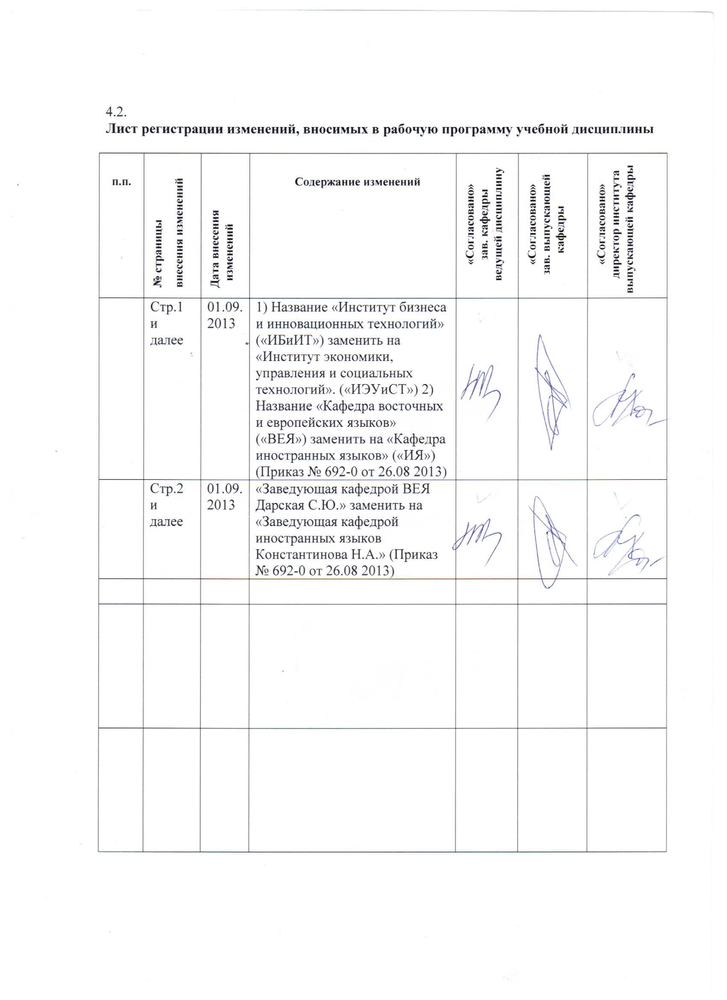 4.2.
Лист регистрации изменений, вносимых в рабочую программу учебной дисциплины
п.п.
№ страницы
внесения изменений
Дата внесения
изменений
Содержание изменений
«Согласовано»
зав. кафедры
ведущей дисциплину
«Согласовано»
зав. выпускающей
кафедры
«Согласовано»
директор института
выпускающей кафедры
Стр.1
и
далее
01.09.
2013
1) Название «Институт бизнеса
и инновационных технологий»
(«ИБиИТ») заменить на
«Институт экономики,
управления и социальных
технологий». («ИЭУиСТ») 2)
Название «Кафедра восточных
и европейских языков»
(«ВЕЯ») заменить на «Кафедра
иностранных языков» («ИЯ»)
(Приказ № 692-0 от 26.08 2013)
Стр.2
и
далее
01.09.
2013
«Заведующая кафедрой ВЕЯ
Дарская С.Ю.» заменить на
«Заведующая кафедрой
иностранных языков
Константинова Н.А.» (Приказ
№ 692-0 от 26.08 2013)